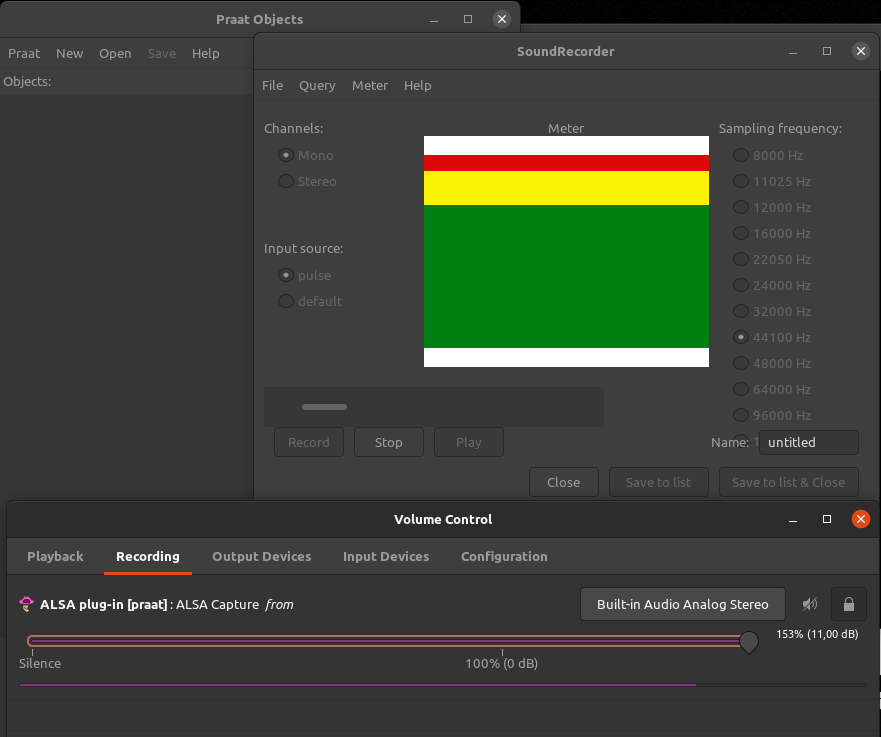 Praat Objects
Praat New Open Save Help
Objects:
SoundRecorder
File Query Meter Help
Channels:
Mono
Stereo
Input source:
pulse
default
Meter
Sampling frequency:
8000 Hz
11025 Hz
12000 Hz
16000 Hz
22050 Hz
24000 Hz
32000 Hz
44100 Hz
48000 Hz
64000 Hz
96000 Hz
Record Stop Play
Name: untitled
Close Save to list Save to list & Close
Volume Control
Playback Recording Output Devices Input Devices Configuration
ALSA plug-in [praat]: ALSA Capture from Built-in Audio Analog Stereo
153% (11,00 dB)
Silence 100% (0 dB)